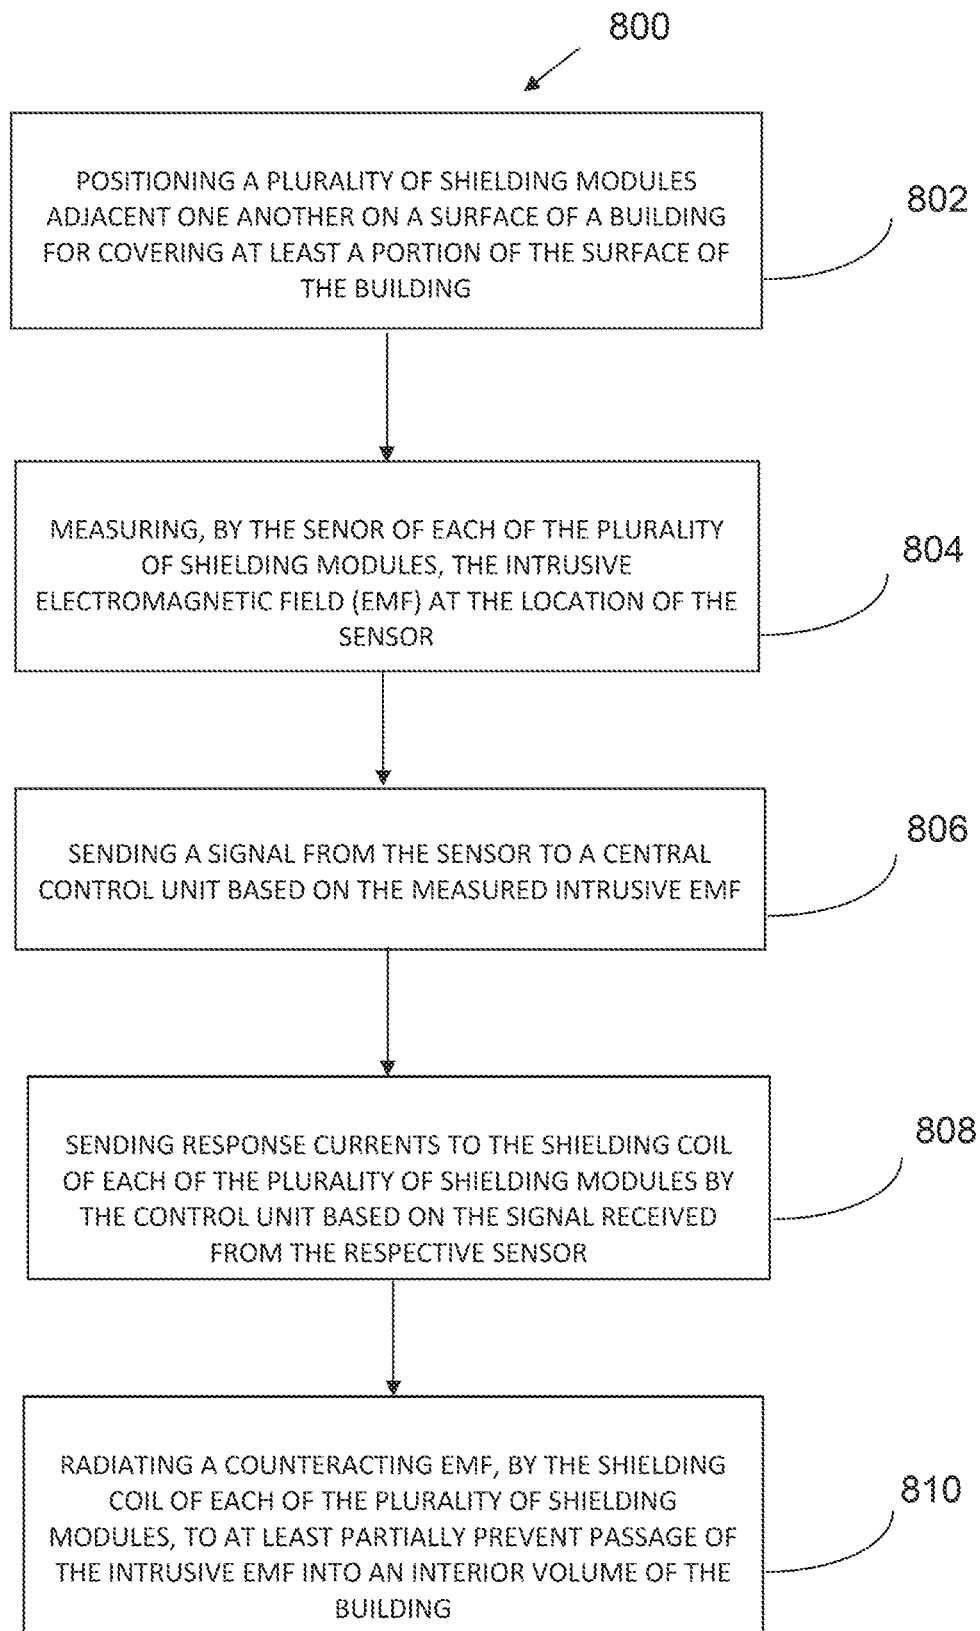 800
POSITIONING A PLURALITY OF SHIELDING MODULES
ADJACENT ONE ANOTHER ON A SURFACE OF A BUILDING
FOR COVERING AT LEAST A PORTION OF THE SURFACE OF
THE BUILDING
802
MEASURING, BY THE SENOR OF EACH OF THE PLURALITY
OF SHIELDING MODULES, THE INTRUSIVE
ELECTROMAGNETIC FIELD (EMF) AT THE LOCATION OF THE
SENSOR
804
SENDING A SIGNAL FROM THE SENSOR TO A CENTRAL
CONTROL UNIT BASED ON THE MEASURED INTRUSIVE EMF
806
SENDING RESPONSE CURRENTS TO THE SHIELDING COIL
OF EACH OF THE PLURALITY OF SHIELDING MODULES BY
THE CONTROL UNIT BASED ON THE SIGNAL RECEIVED
FROM THE RESPECTIVE SENSOR
808
RADIATING A COUNTERACTING EMF, BY THE SHIELDING
COIL OF EACH OF THE PLURALITY OF SHIELDING
MODULES, TO AT LEAST PARTIALLY PREVENT PASSAGE OF
THE INTRUSIVE EMF INTO AN INTERIOR VOLUME OF THE
BUILDING
810